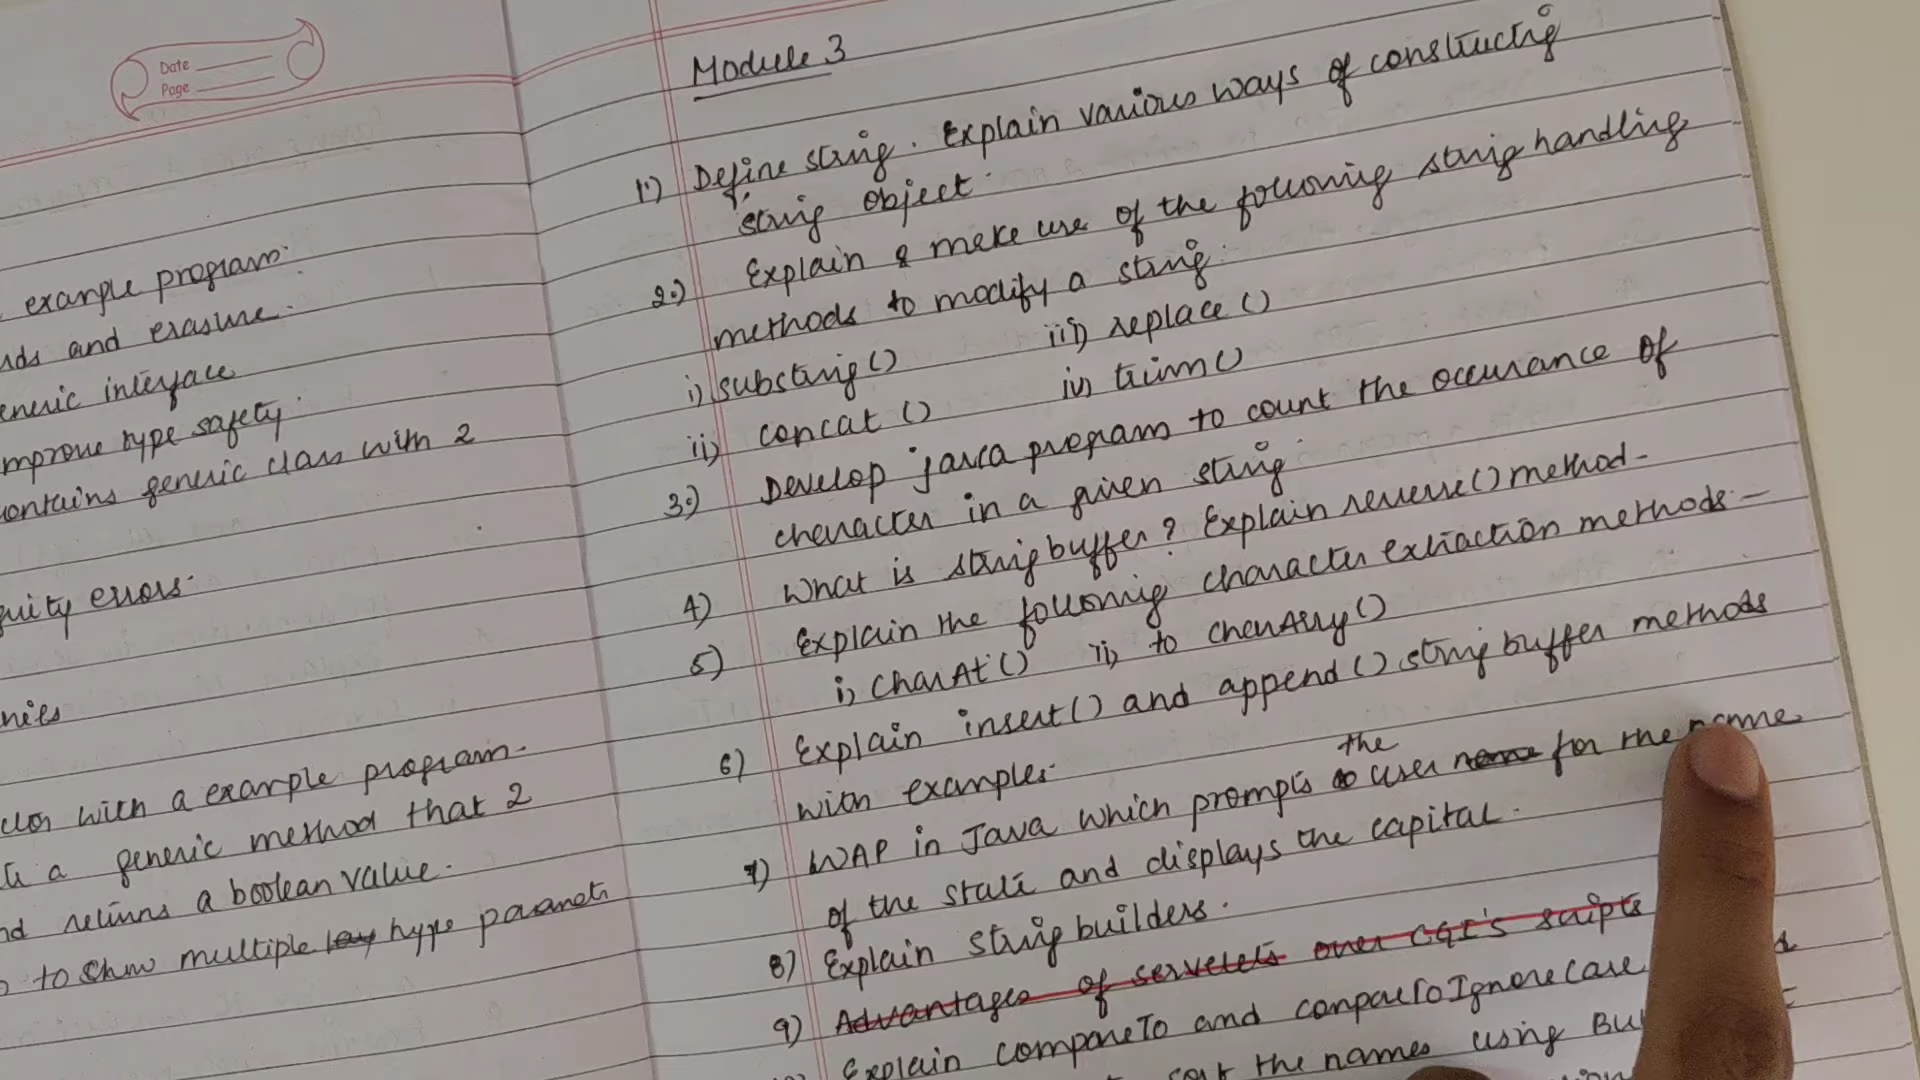 Date
Page
example program.
and erasure.
generic interface
improve type safety.
contains generic class with 2
guity errors.
with a example program.
a generic method that 2
returns a boolean value.
to show multiple type
Module 3
1.) Define string. Explain various ways of constructig
string object.
2.) Explain & make use of the following string handling
methods to modify a string.
i) substring() iii) replace()
ii) concat() iv) trim()
3.) Develop java program to count the occurance of
character in a given string.
4) What is string buffer? Explain reverse() method.
5) Explain the following character extraction methods:-
i) CharAt() ii) to
6) Explain insert() and append() string buffer methods
with examples.
7) WAP in Java which prompts the user name for the name
of the state and displays the capital.
8) Explain string builders.
9) Advantages of servelets over CGI's scripts
Explain compareTo and compareToIgnorecase
the names using Bu